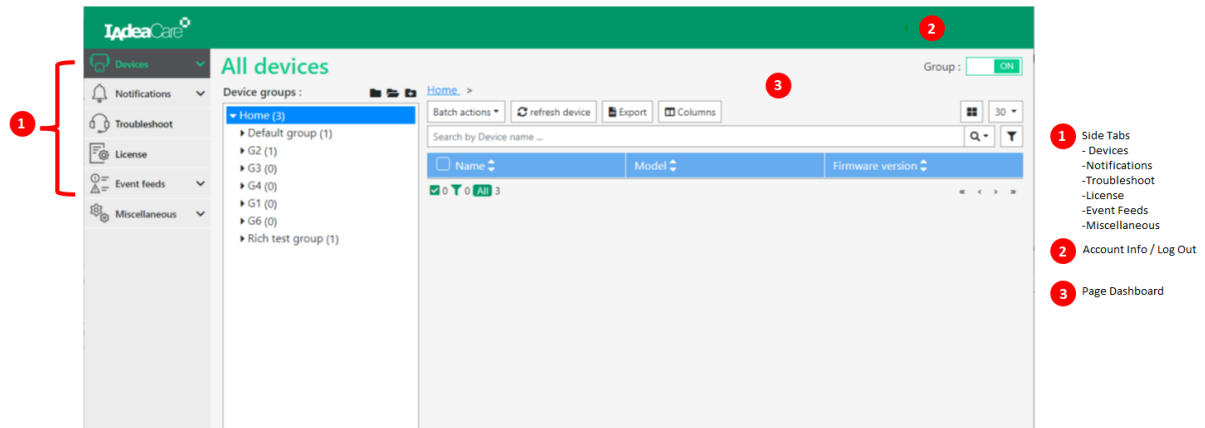 IAdeaCare
2
Devices
All devices
Group :
ON
Notifications
Device groups :
Home >
3
Home (3)
Batch actions
refresh device
Export
Columns
30
1
Troubleshoot
Default group (1)
Search by Device name ...
License
G2 (1)
Name
Model
Firmware version
G3 (0)
Event feeds
G4 (0)
0
0
All
3
« ‹ › »
Miscellaneous
G1 (0)
G6 (0)
Rich test group (1)
1
Side Tabs
- Devices
-Notifications
-Troubleshoot
-License
-Event Feeds
-Miscellaneous
2
Account Info / Log Out
3
Page Dashboard